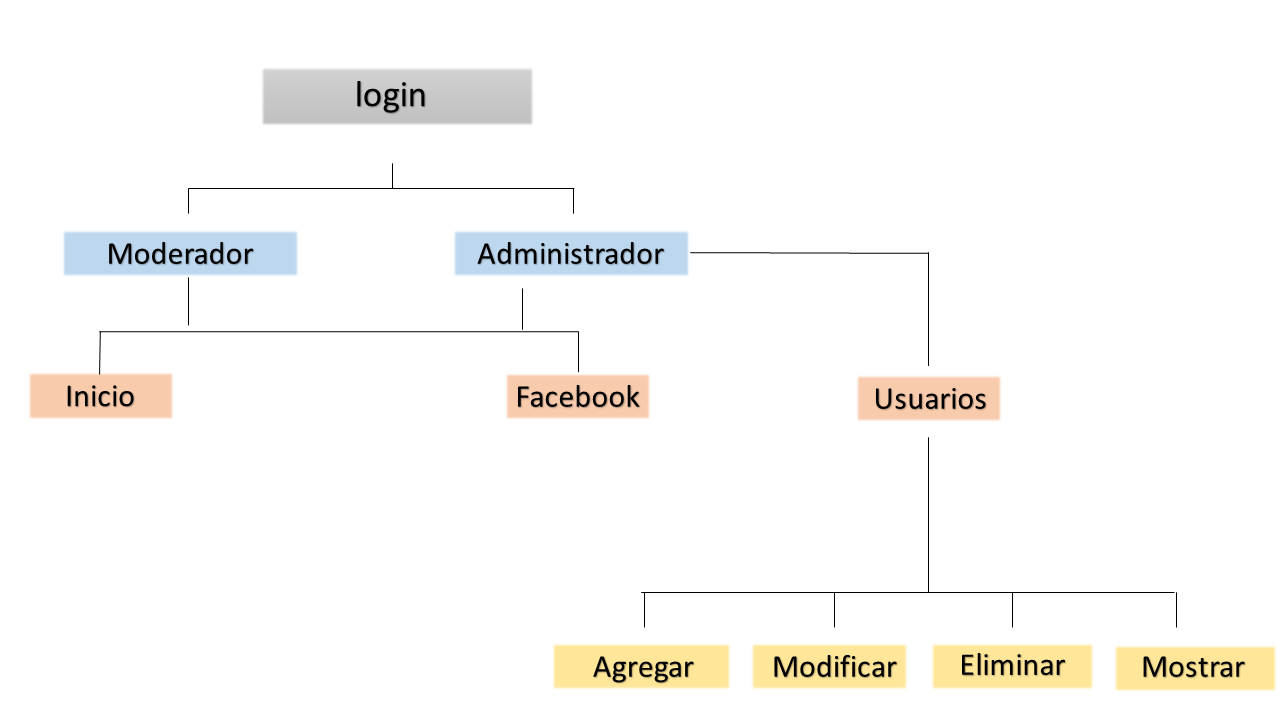 login
Moderador
Administrador
Inicio
Facebook
Usuarios
Agregar
Modificar
Eliminar
Mostrar